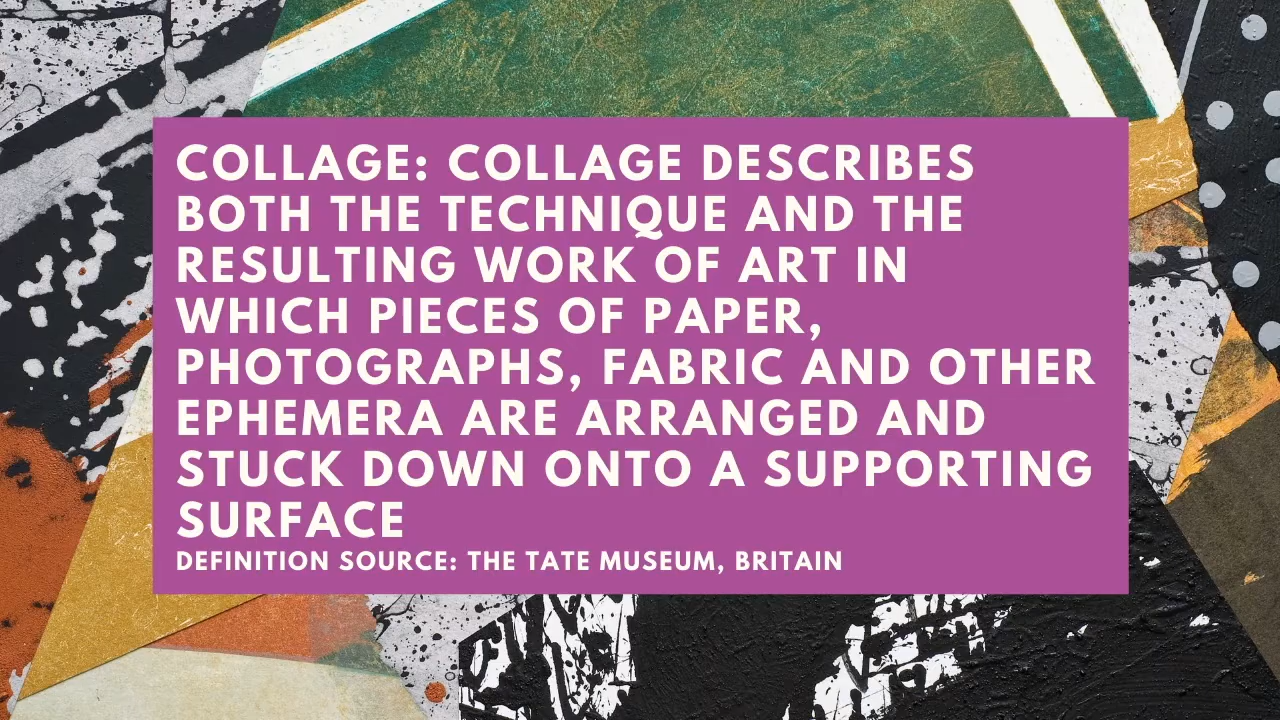 COLLAGE: COLLAGE DESCRIBES
BOTH THE TECHNIQUE AND THE
RESULTING WORK OF ART IN
WHICH PIECES OF PAPER,
PHOTOGRAPHS, FABRIC AND OTHER
EPHEMERA ARE ARRANGED AND
STUCK DOWN ONTO A SUPPORTING
SURFACE
DEFINITION SOURCE: THE TATE MUSEUM, BRITAIN